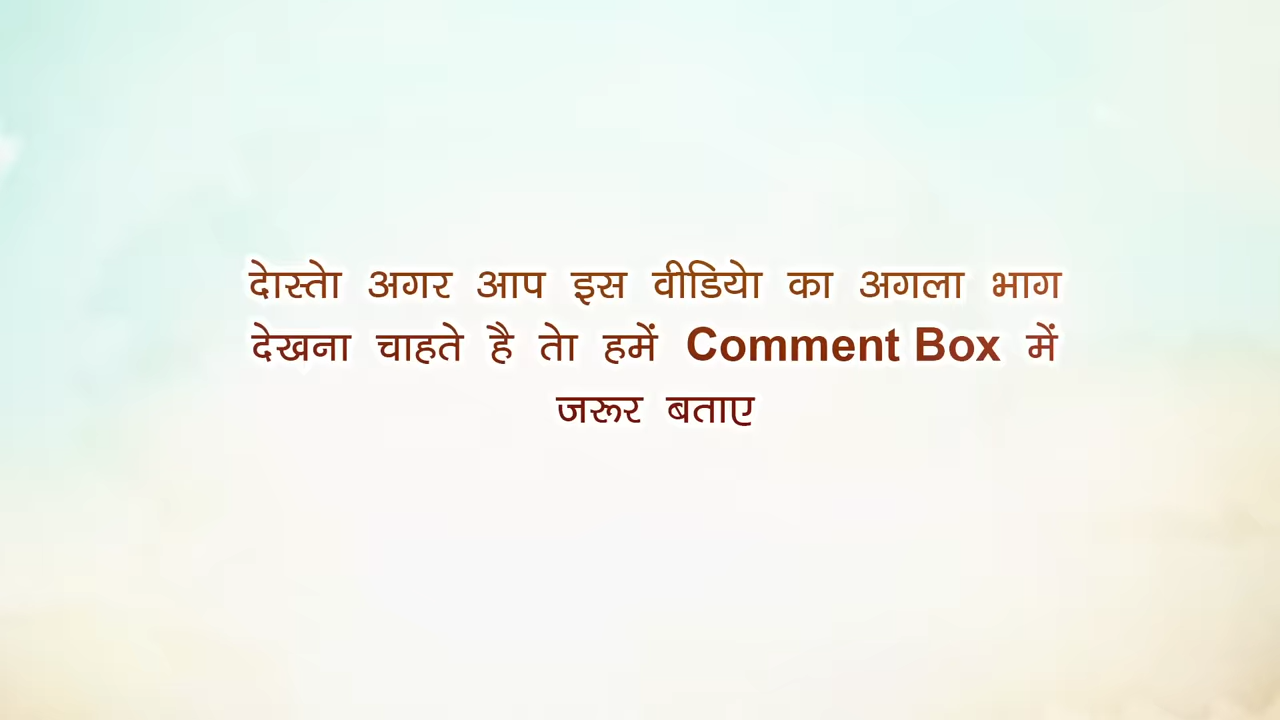 दोस्तो अगर आप इस वीडियो का अगला भाग
देखना चाहते है तो हमें Comment Box में
जरूर बताए